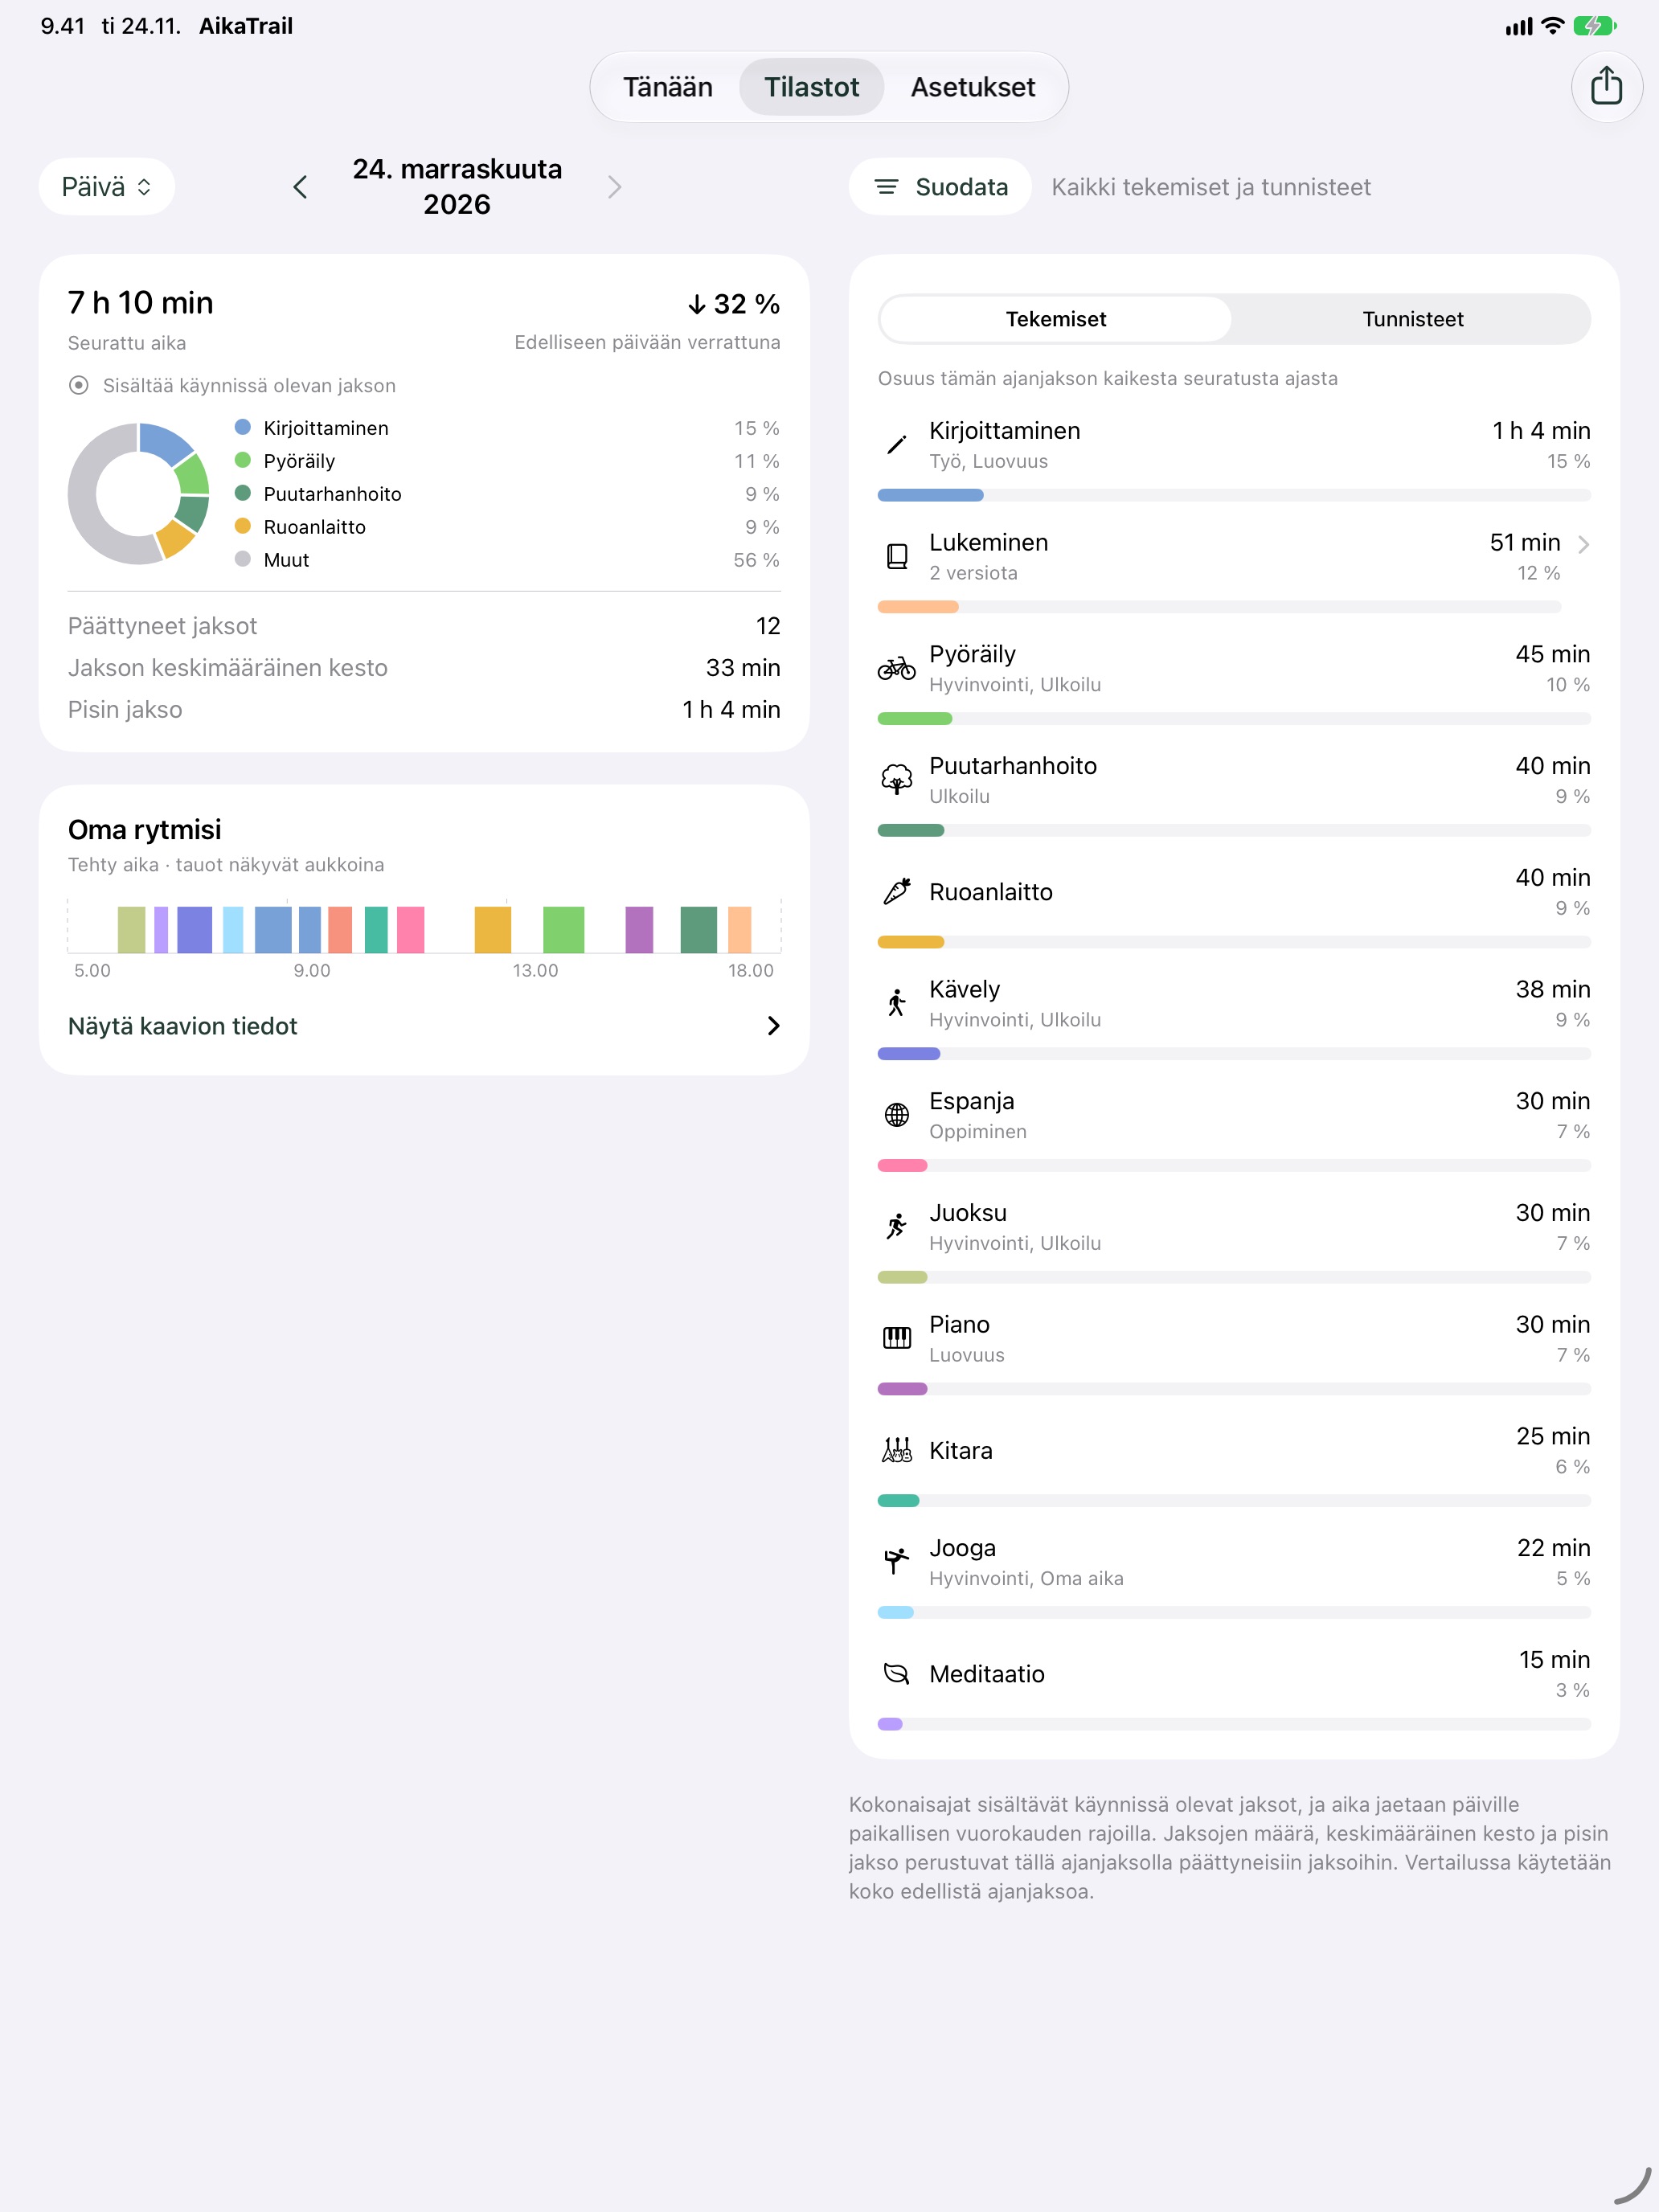 9.41 ti 24.11. AikaTrail
Tänään Tilastot Asetukset
Päivä
24. marraskuuta
2026
Suodata Kaikki tekemiset ja tunnisteet
7 h 10 min
↓ 32 %
Seurattu aika
Edelliseen päivään verrattuna
Sisältää käynnissä olevan jakson
Kirjoittaminen 15 %
Pyöräily 11 %
Puutarhanhoito 9 %
Ruoanlaitto 9 %
Muut 56 %
Päättyneet jaksot 12
Jakson keskimääräinen kesto 33 min
Pisin jakso 1 h 4 min
Oma rytmisi
Tehty aika · tauot näkyvät aukkoina
5.00 9.00 13.00 18.00
Näytä kaavion tiedot
Tekemiset Tunnisteet
Osuus tämän ajanjakson kaikesta seuratusta ajasta
Kirjoittaminen 1 h 4 min
Työ, Luovuus 15 %
Lukeminen 51 min
2 versiota 12 %
Pyöräily 45 min
Hyvinvointi, Ulkoilu 10 %
Puutarhanhoito 40 min
Ulkoilu 9 %
Ruoanlaitto 40 min
9 %
Kävely 38 min
Hyvinvointi, Ulkoilu 9 %
Espanja 30 min
Oppiminen 7 %
Juoksu 30 min
Hyvinvointi, Ulkoilu 7 %
Piano 30 min
Luovuus 7 %
Kitara 25 min
6 %
Jooga 22 min
Hyvinvointi, Oma aika 5 %
Meditaatio 15 min
3 %
Kokonaisajat sisältävät käynnissä olevat jaksot, ja aika jaetaan päiville
paikallisen vuorokauden rajoilla. Jaksojen määrä, keskimääräinen kesto ja pisin
jakso perustuvat tällä ajanjaksolla päättyneisiin jaksoihin. Vertailussa käytetään
koko edellistä ajanjaksoa.